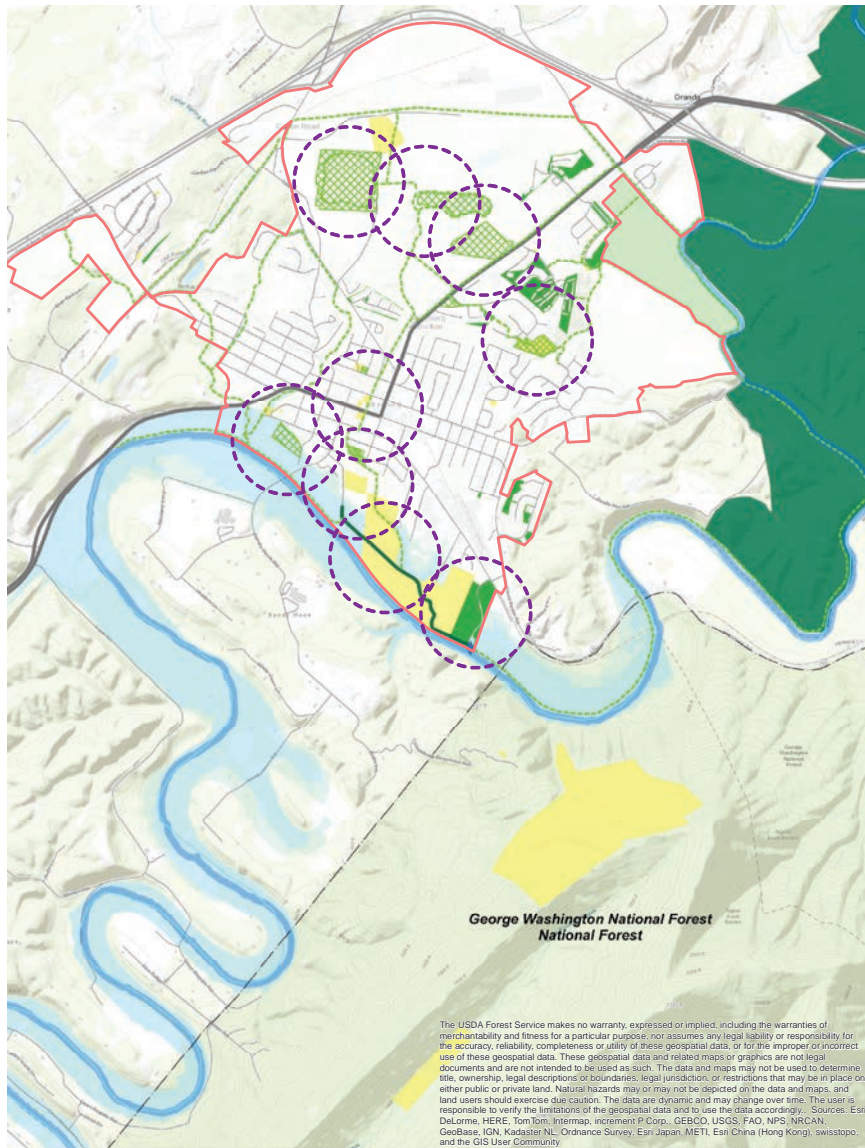 Oranda
George
Washington
National
Forest
George Washington National Forest
National Forest
The USDA Forest Service makes no warranty, expressed or implied, including the warranties of
merchantability and fitness for a particular purpose, nor assumes any legal liability or responsibility for
the accuracy, reliability, completeness or utility of these geospatial data, or for the improper or incorrect
use of these geospatial data. These geospatial data and related maps or graphics are not legal
documents and are not intended to be used as such. The data and maps may not be used to determine
title, ownership, legal descriptions or boundaries, legal jurisdiction, or restrictions that may be in place on
either public or private land. Natural hazards may or may not be depicted on the data and maps, and
land users should exercise due caution. The data are dynamic and may change over time. The user is
responsible to verify the limitations of the geospatial data and to use the data accordingly., Sources: Esri,
DeLorme, HERE, TomTom, Intermap, increment P Corp., GEBCO, USGS, FAO, NPS, NRCAN,
GeoBase, IGN, Kadaster NL, Ordnance Survey, Esri Japan, METI, Esri China (Hong Kong), swisstopo,
and the GIS User Community